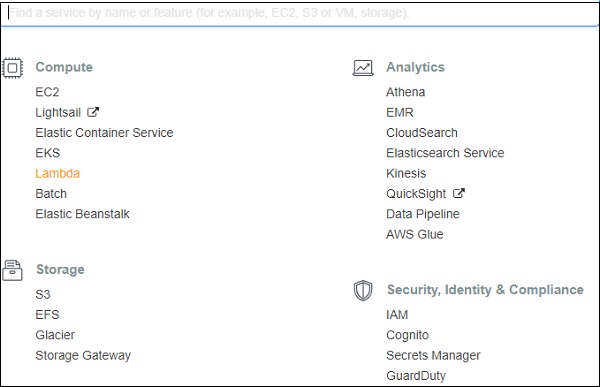 Find a service by name or feature (for example, EC2, S3 or VM, storage).
Compute
EC2
Lightsail
Elastic Container Service
EKS
Lambda
Batch
Elastic Beanstalk
Storage
S3
EFS
Glacier
Storage Gateway
Analytics
Athena
EMR
CloudSearch
Elasticsearch Service
Kinesis
QuickSight
Data Pipeline
AWS Glue
Security, Identity & Compliance
IAM
Cognito
Secrets Manager
GuardDuty